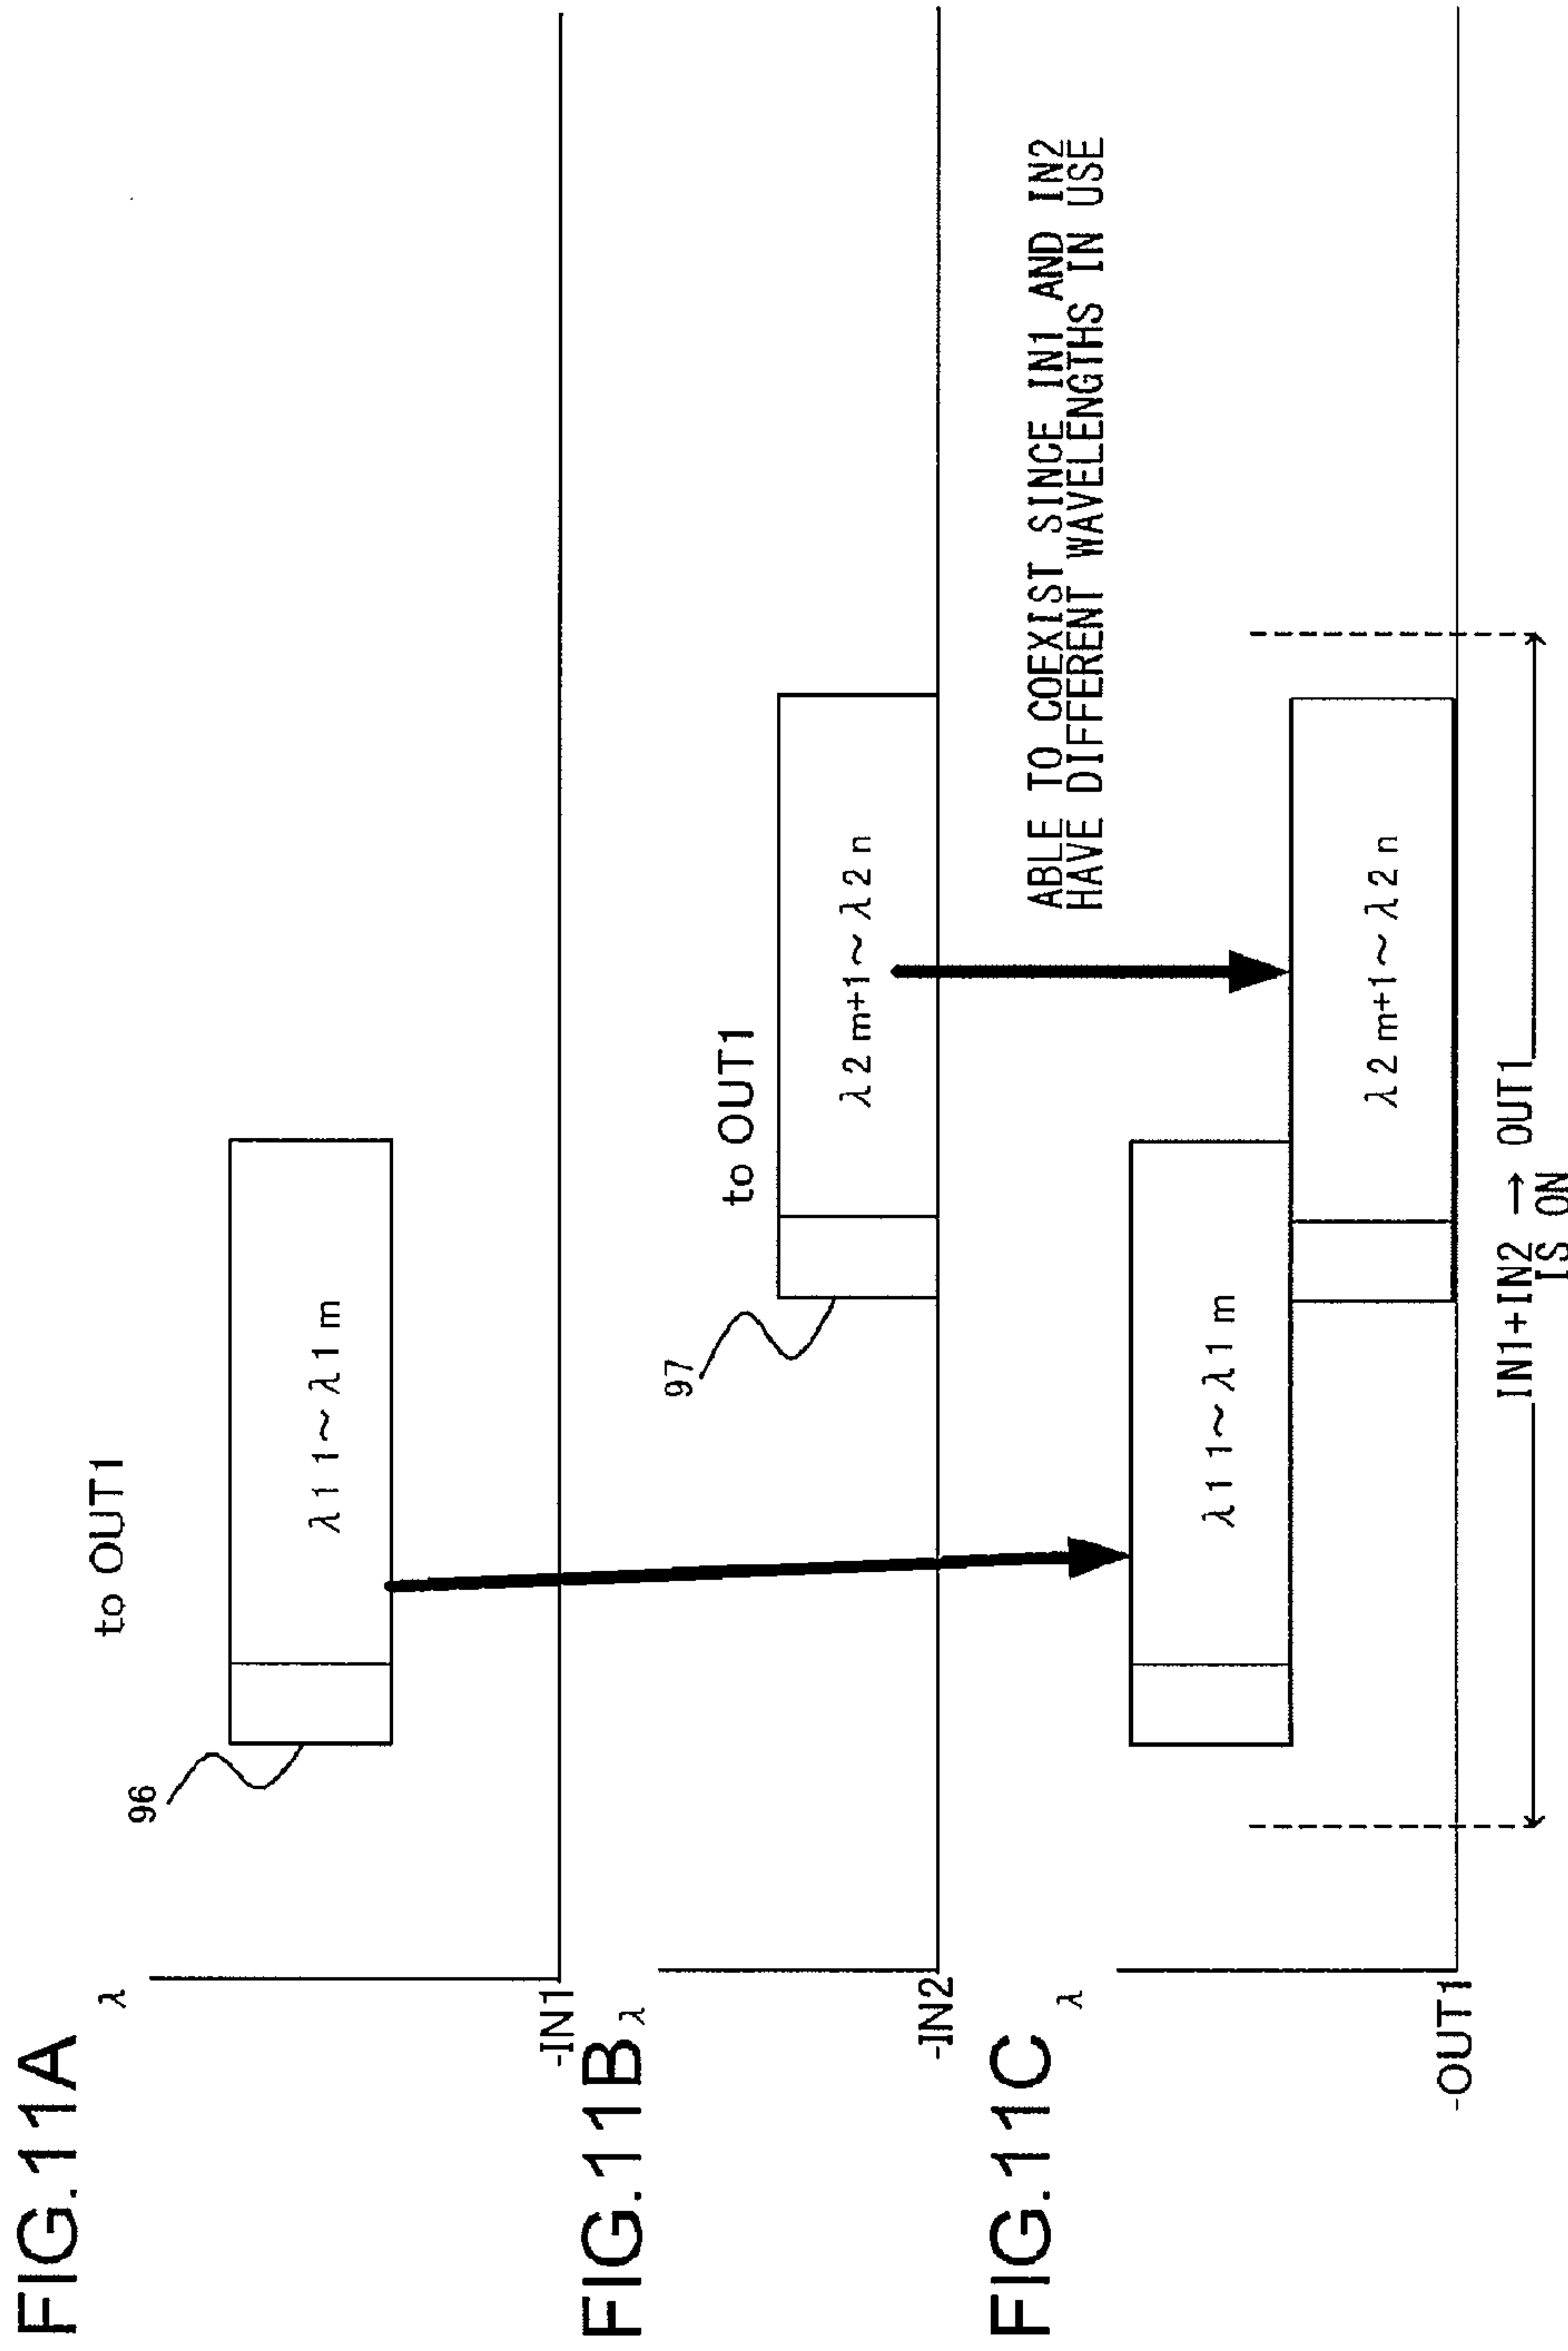 FIG.11A
λ
to OUT1
96
λ11~λ1m
-IN1
FIG.11B
λ
to OUT1
97
λ2m+1~λ2n
-IN2
ABLE TO COEXIST SINCE IN1 AND IN2
HAVE DIFFERENT WAVELENGTHS IN USE
FIG.11C
λ
λ11~λ1m
λ2m+1~λ2n
-OUT1
IN1+IN2 → OUT1
IS ON